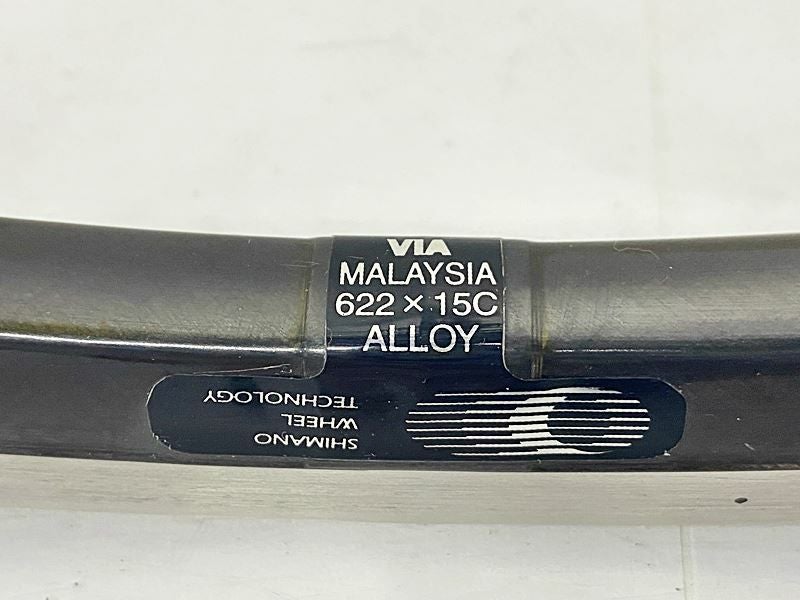 VIA
MALAYSIA
622 × 15C
ALLOY
SHIMANO
WHEEL
TECHNOLOGY